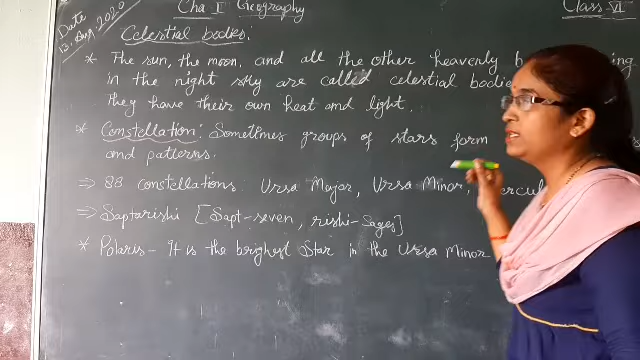 Date
13. Aug. 2020
Cha II Geography
Class-VI
Celestial bodies:
* The sun, the moon, and all the other heavenly
in the night sky are called celestial
they have their own heat and light.
* Constellation: Sometimes groups of stars form
and patterns.
⇒ 88 constellations: Ursa Major, Ursa Minor,
⇒ Saptarishi [Sapt-seven, rishi-Sages]
* Polaris - It is the brighest star in the Ursa Minor